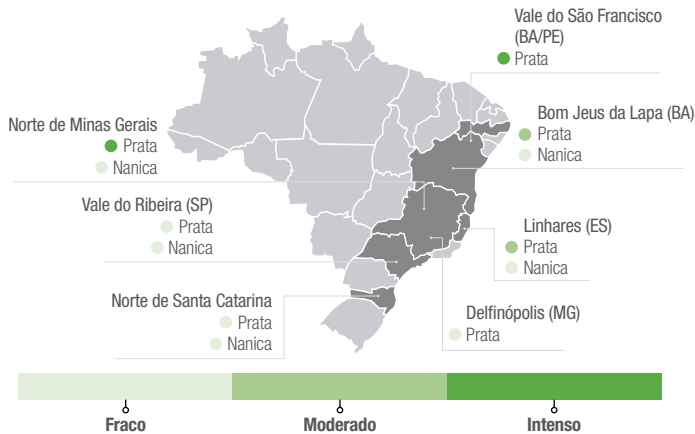 Vale do São Francisco
(BA/PE)
Prata
Bom Jeus da Lapa (BA)
Prata
Nanica
Norte de Minas Gerais
Prata
Nanica
Vale do Ribeira (SP)
Prata
Nanica
Linhares (ES)
Prata
Nanica
Norte de Santa Catarina
Prata
Nanica
Delfinópolis (MG)
Prata
Fraco
Moderado
Intenso